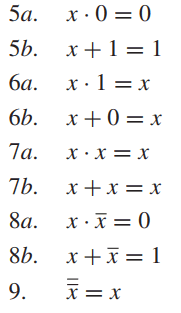 5a. x · 0 = 0
5b. x + 1 = 1
6a. x · 1 = x
6b. x + 0 = x
7a. x · x = x
7b. x + x = x
8a. x · x̅ = 0
8b. x + x̅ = 1
9. x̿ = x